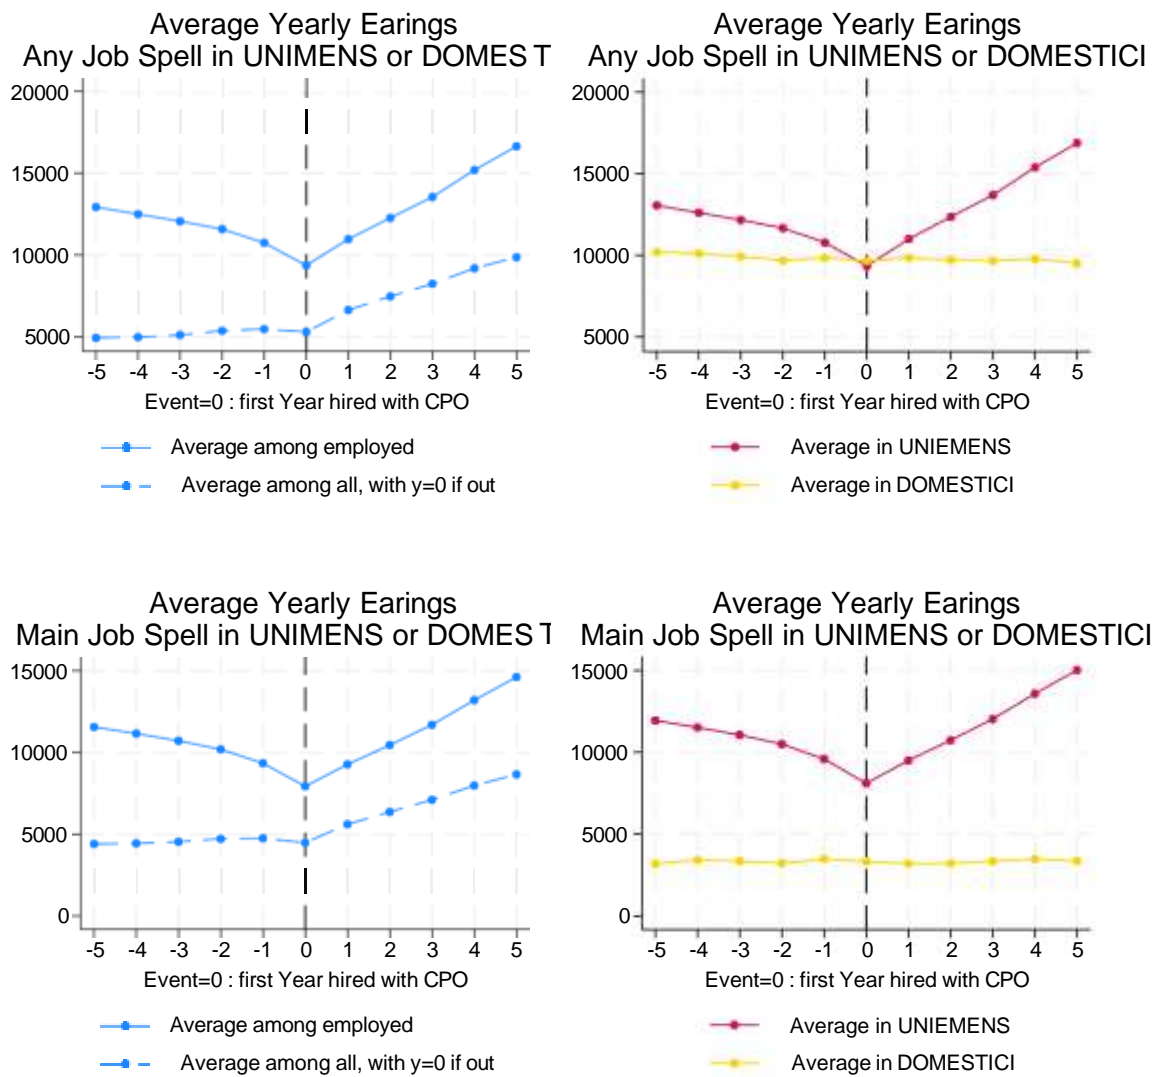 Average Yearly Earings
Any Job Spell in UNIMENS or DOMES T
20000
15000
10000
5000
-5 -4 -3 -2 -1 0 1 2 3 4 5
Event=0 : first Year hired with CPO
Average among employed
Average among all, with y=0 if out
Average Yearly Earings
Any Job Spell in UNIMENS or DOMESTICI
20000
15000
10000
5000
-5 -4 -3 -2 -1 0 1 2 3 4 5
Event=0 : first Year hired with CPO
Average in UNIEMENS
Average in DOMESTICI
Average Yearly Earings
Main Job Spell in UNIMENS or DOMES T
15000
10000
5000
0
-5 -4 -3 -2 -1 0 1 2 3 4 5
Event=0 : first Year hired with CPO
Average among employed
Average among all, with y=0 if out
Average Yearly Earings
Main Job Spell in UNIMENS or DOMESTICI
15000
10000
5000
0
-5 -4 -3 -2 -1 0 1 2 3 4 5
Event=0 : first Year hired with CPO
Average in UNIEMENS
Average in DOMESTICI